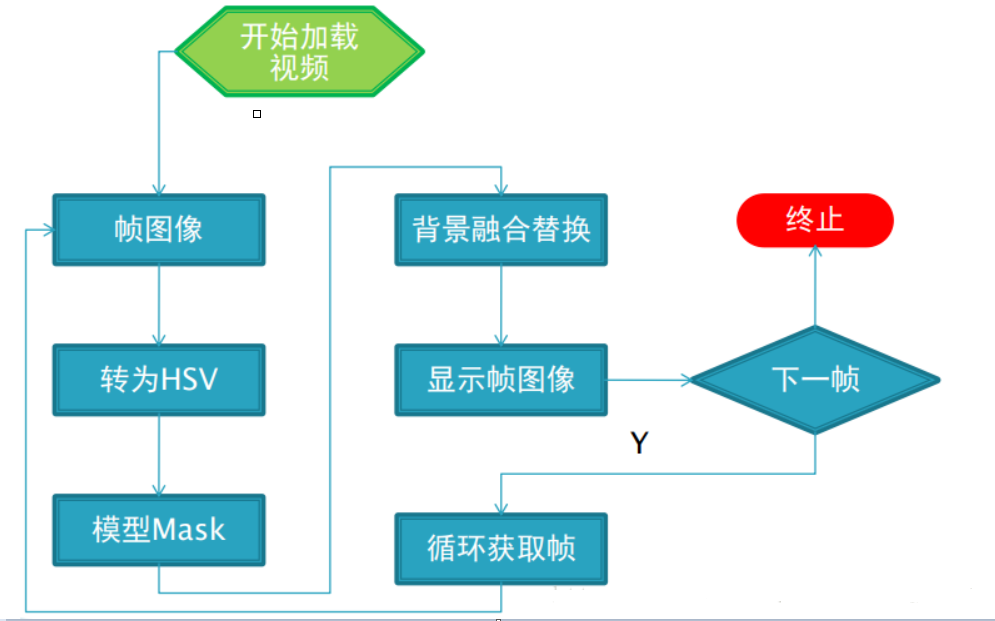 开始加载
视频
帧图像
转为HSV
模型Mask
背景融合替换
显示帧图像
下一帧
终止
Y
循环获取帧